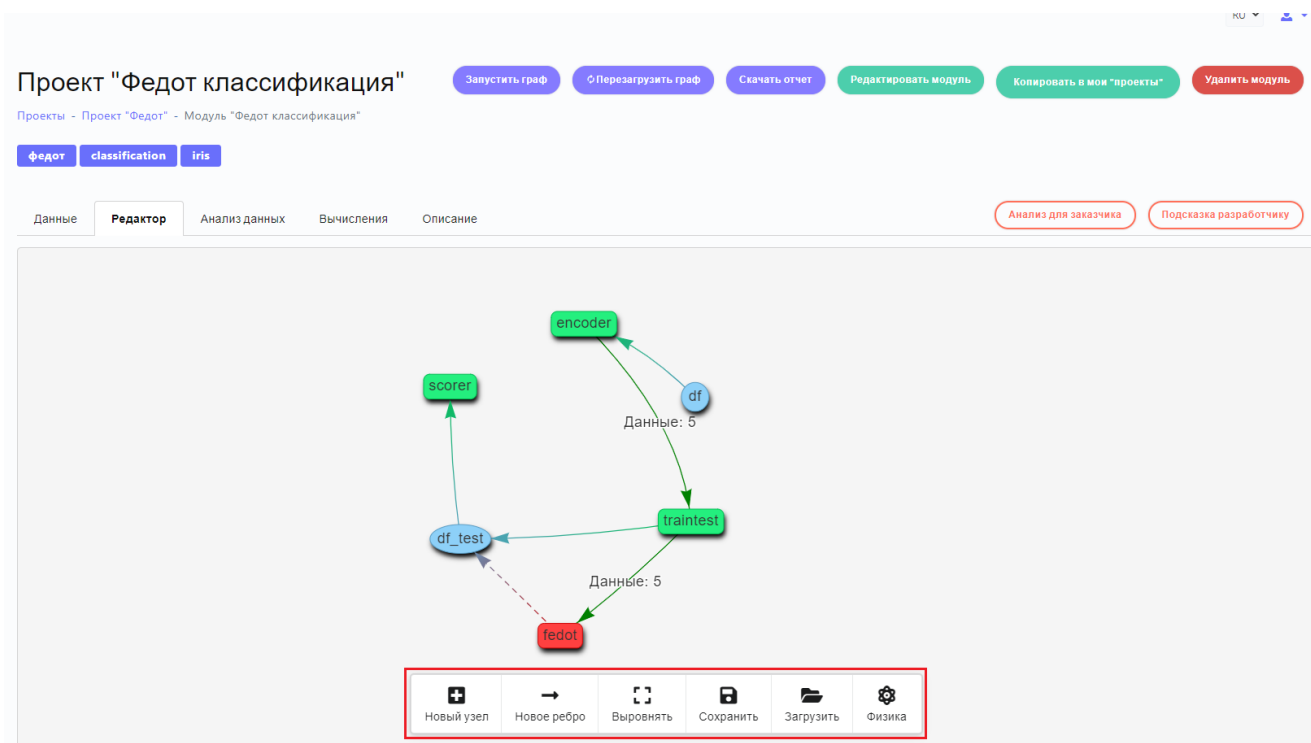 RU
Проект "Федот классификация"
Запустить граф
Перезагрузить граф
Скачать отчет
Редактировать модуль
Копировать в мои "проекты"
Удалить модуль
Проекты - Проект "Федот" - Модуль "Федот классификация"
федот classification iris
Данные Редактор Анализ данных Вычисления Описание
Анализ для заказчика
Подсказка разработчику
encoder
scorer
df
Данные: 5
traintest
df_test
Данные: 5
fedot
Новый узел Новое ребро Выровнять Сохранить Загрузить Физика